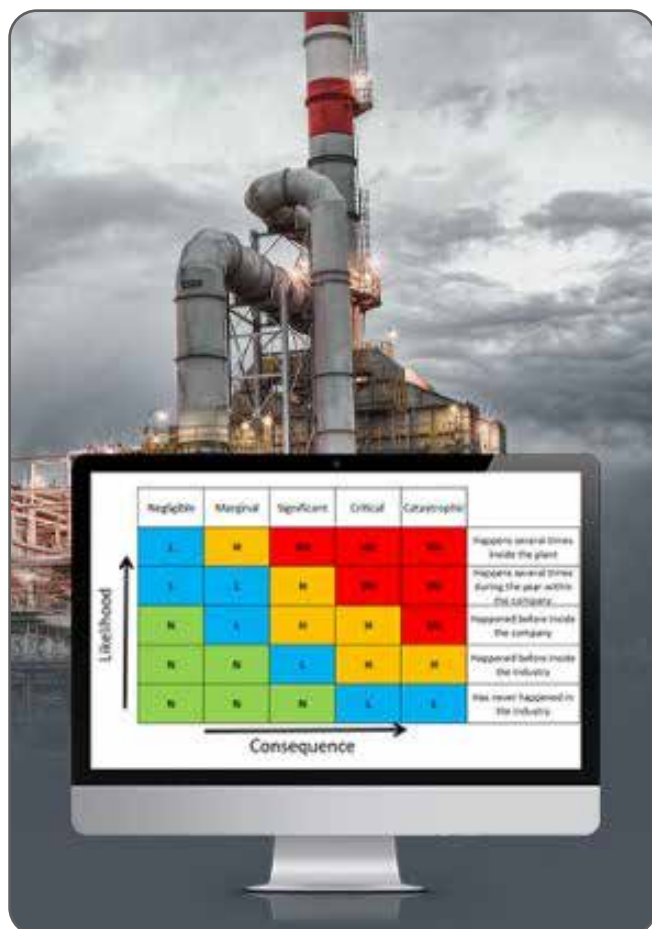 Negligible Marginal Significant Critical Catastrophic
L M Happens several times
inside the plant
L L M Happens several times
during the year within
the company
N L M M Happened before inside
the company
N N L M M Happened before inside
the industry
N N N L L Has never happened in
the industry
Likelihood
Consequence